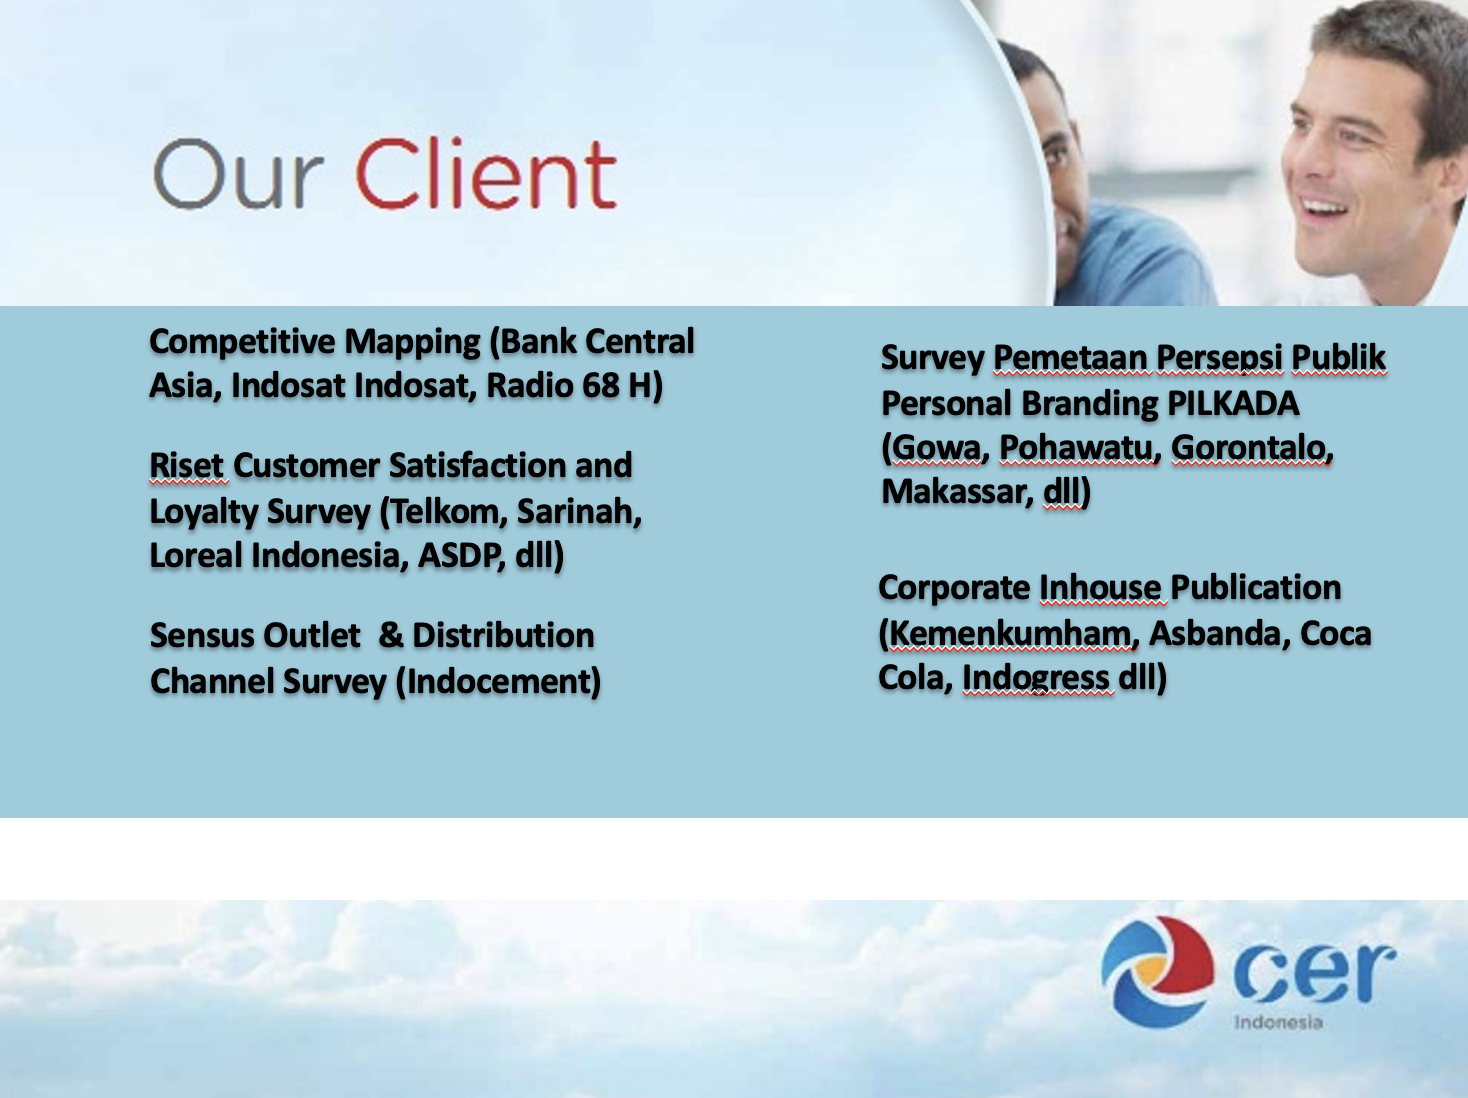 Our Client
Competitive Mapping (Bank Central
Asia, Indosat Indosat, Radio 68 H)
Riset Customer Satisfaction and
Loyalty Survey (Telkom, Sarinah,
Loreal Indonesia, ASDP, dll)
Sensus Outlet  & Distribution
Channel Survey (Indocement)
Survey Pemetaan Persepsi Publik
Personal Branding PILKADA
(Gowa, Pohawatu, Gorontalo,
Makassar, dll)
Corporate Inhouse Publication
(Kemenkumham, Asbanda, Coca
Cola, Indogress dll)
cer
Indonesia